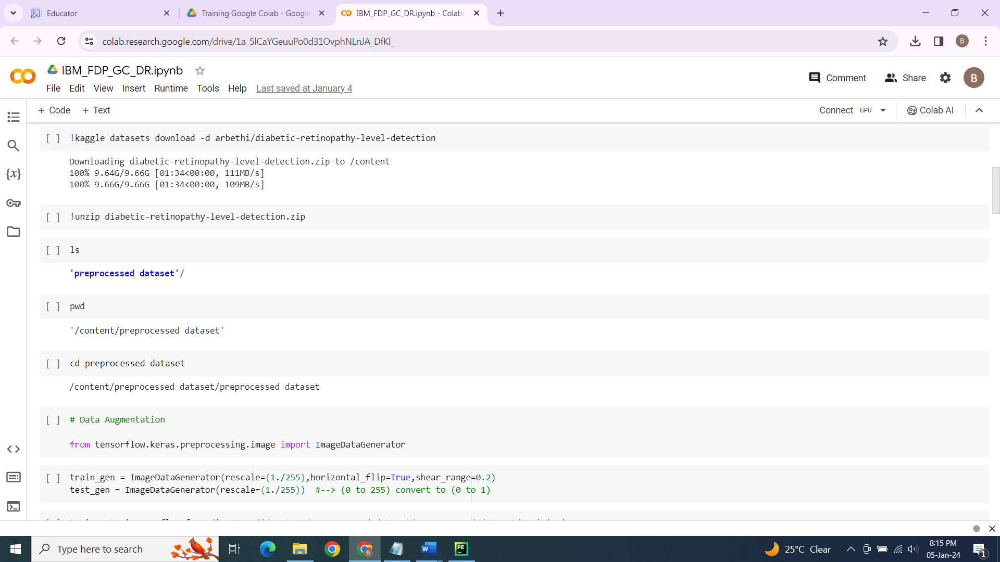 Educator
Training Google Colab - Google
IBM_FDP_GC_DR.ipynb - Colabo
colab.research.google.com/drive/1a_5lCaYGeuuPo0d31OvphNLnJA_DfKl_
B
IBM_FDP_GC_DR.ipynb
Comment
Share
B
File Edit View Insert Runtime Tools Help Last saved at January 4
+ Code + Text
Connect GPU
Colab AI
[ ] !kaggle datasets download -d arbethi/diabetic-retinopathy-level-detection
Downloading diabetic-retinopathy-level-detection.zip to /content
100% 9.64G/9.66G [01:34<00:00, 111MB/s]
100% 9.66G/9.66G [01:34<00:00, 109MB/s]
[ ] !unzip diabetic-retinopathy-level-detection.zip
[ ] ls
'preprocessed dataset'/
[ ] pwd
'/content/preprocessed dataset'
[ ] cd preprocessed dataset
/content/preprocessed dataset/preprocessed dataset
[ ] # Data Augmentation
from tensorflow.keras.preprocessing.image import ImageDataGenerator
[ ] train_gen = ImageDataGenerator(rescale=(1./255),horizontal_flip=True,shear_range=0.2)
test_gen = ImageDataGenerator(rescale=(1./255)) #--> (0 to 255) convert to (0 to 1)
Type here to search
25°C Clear
8:15 PM
05-Jan-24
1